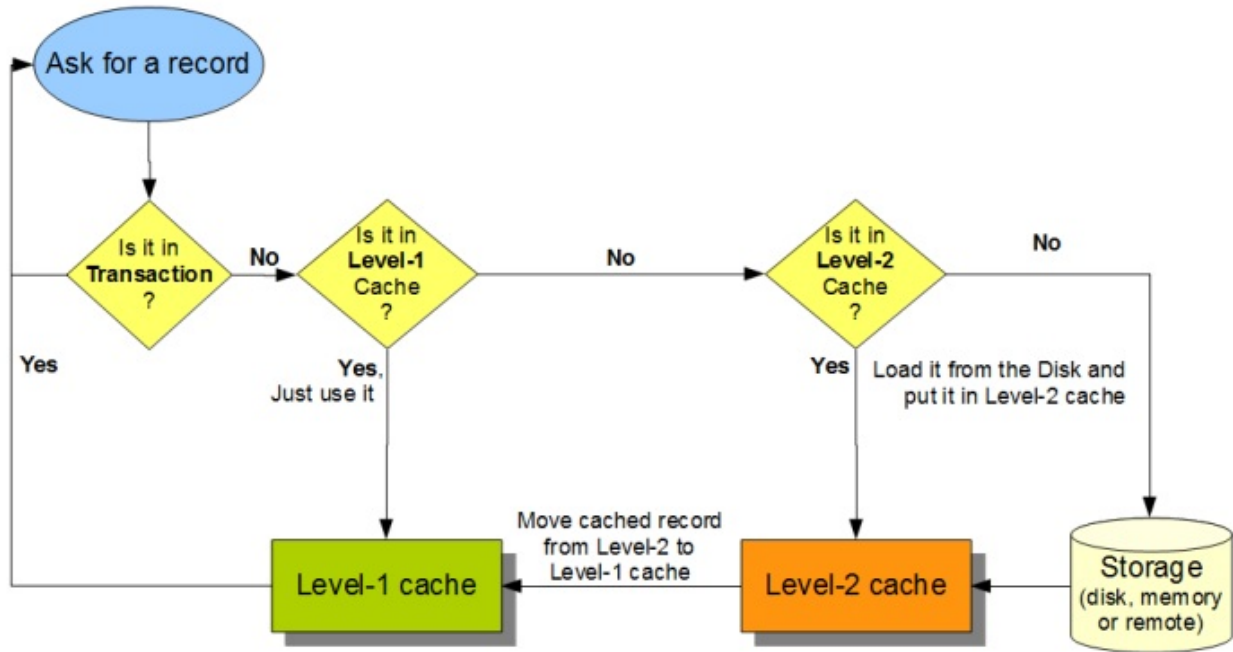 Ask for a record
Is it in
Transaction
?
No
Is it in
Level-1
Cache
?
No
Is it in
Level-2
Cache
?
No
Yes
Yes,
Just use it
Yes
Load it from the Disk and
put it in Level-2 cache
Level-1 cache
Move cached record
from Level-2 to
Level-1 cache
Level-2 cache
Storage
(disk, memory
or remote)